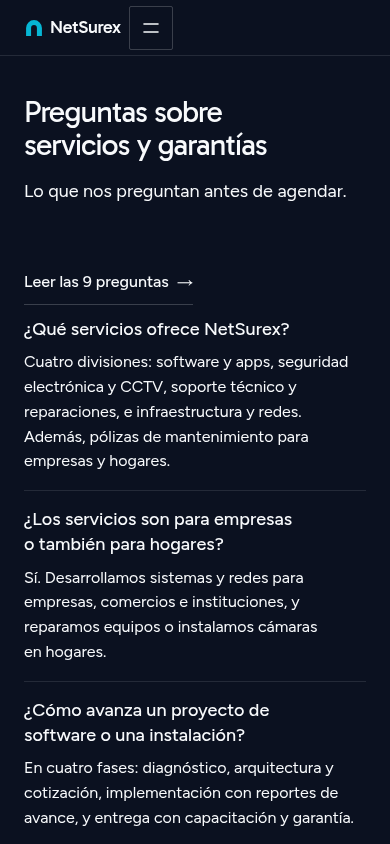 NetSurex
Preguntas sobre
servicios y garantías
Lo que nos preguntan antes de agendar.
Leer las 9 preguntas →
¿Qué servicios ofrece NetSurex?
Cuatro divisiones: software y apps, seguridad
electrónica y CCTV, soporte técnico y
reparaciones, e infraestructura y redes.
Además, pólizas de mantenimiento para
empresas y hogares.
¿Los servicios son para empresas
o también para hogares?
Sí. Desarrollamos sistemas y redes para
empresas, comercios e instituciones, y
reparamos equipos o instalamos cámaras
en hogares.
¿Cómo avanza un proyecto de
software o una instalación?
En cuatro fases: diagnóstico, arquitectura y
cotización, implementación con reportes de
avance, y entrega con capacitación y garantía.